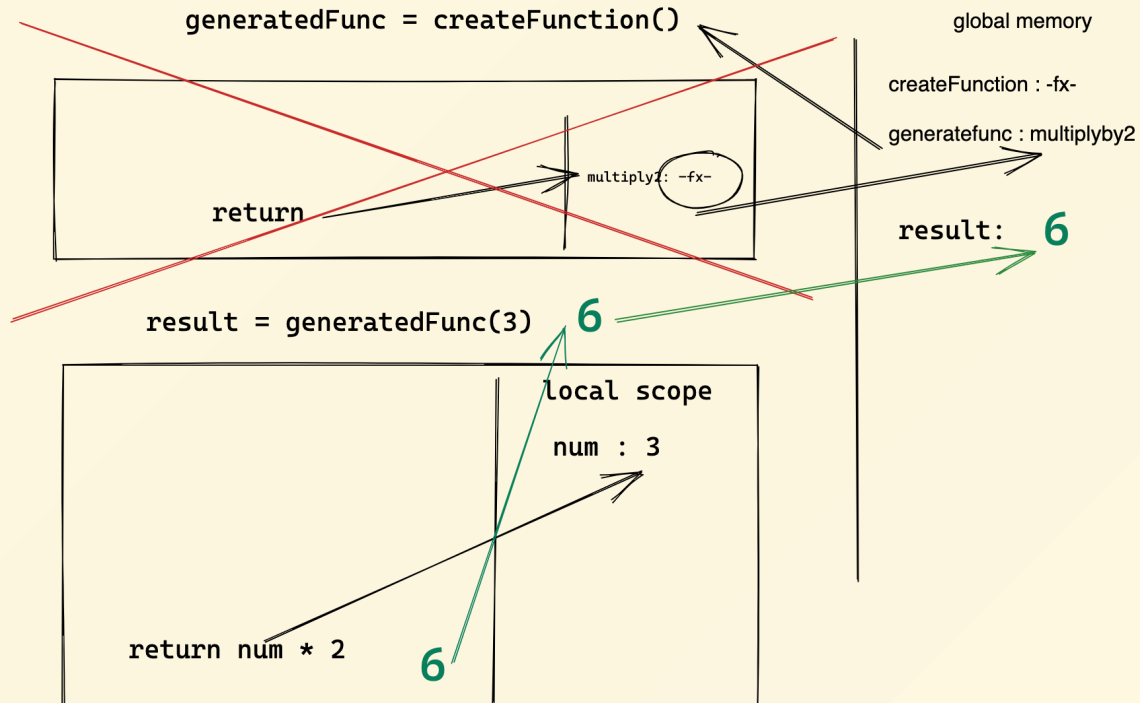 generatedFunc = createFunction()
global memory
createFunction : -fx-
generatefunc : multiplyby2
multiply2: -fx-
return
result: 6
result = generatedFunc(3) 6
local scope
num : 3
return num * 2 6